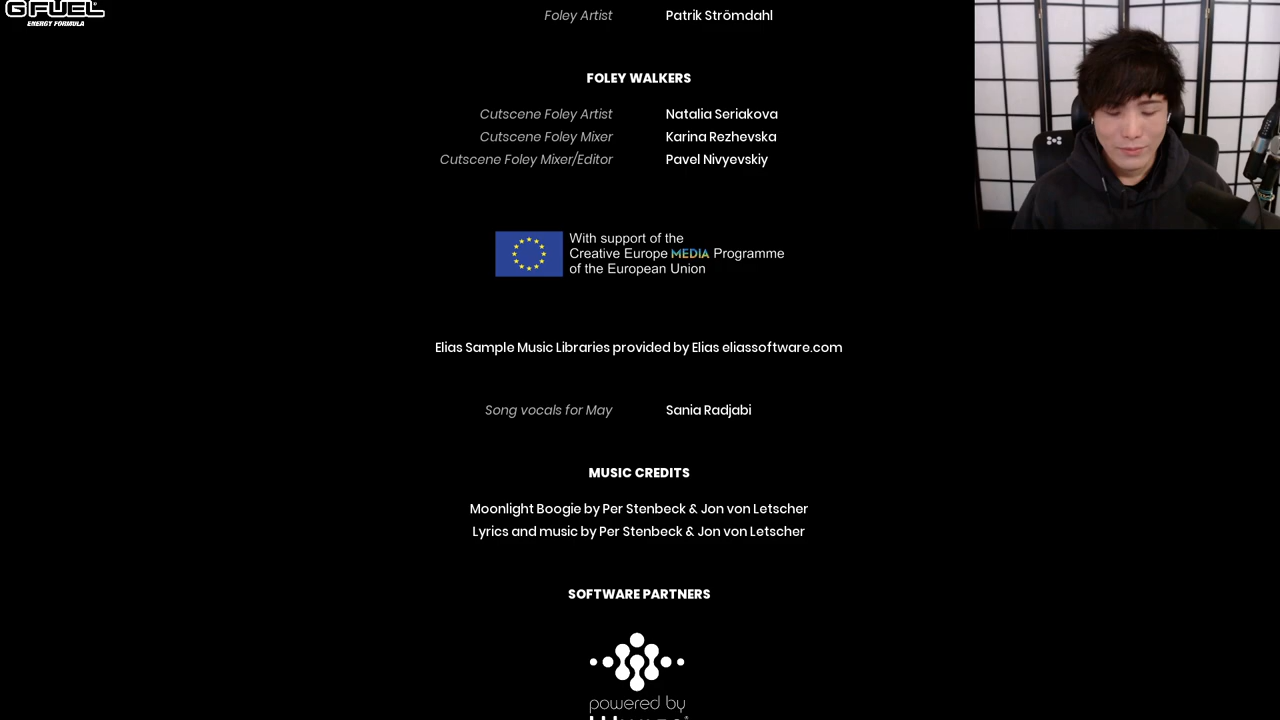 GFUEL
ENERGY FORMULA
Foley Artist Patrik Strömdahl
FOLEY WALKERS
Cutscene Foley Artist Natalia Seriakova
Cutscene Foley Mixer Karina Rezhevska
Cutscene Foley Mixer/Editor Pavel Nivyevskiy
With support of the
Creative Europe MEDIA Programme
of the European Union
Elias Sample Music Libraries provided by Elias eliassoftware.com
Song vocals for May Sania Radjabi
MUSIC CREDITS
Moonlight Boogie by Per Stenbeck & Jon von Letscher
Lyrics and music by Per Stenbeck & Jon von Letscher
SOFTWARE PARTNERS
powered by